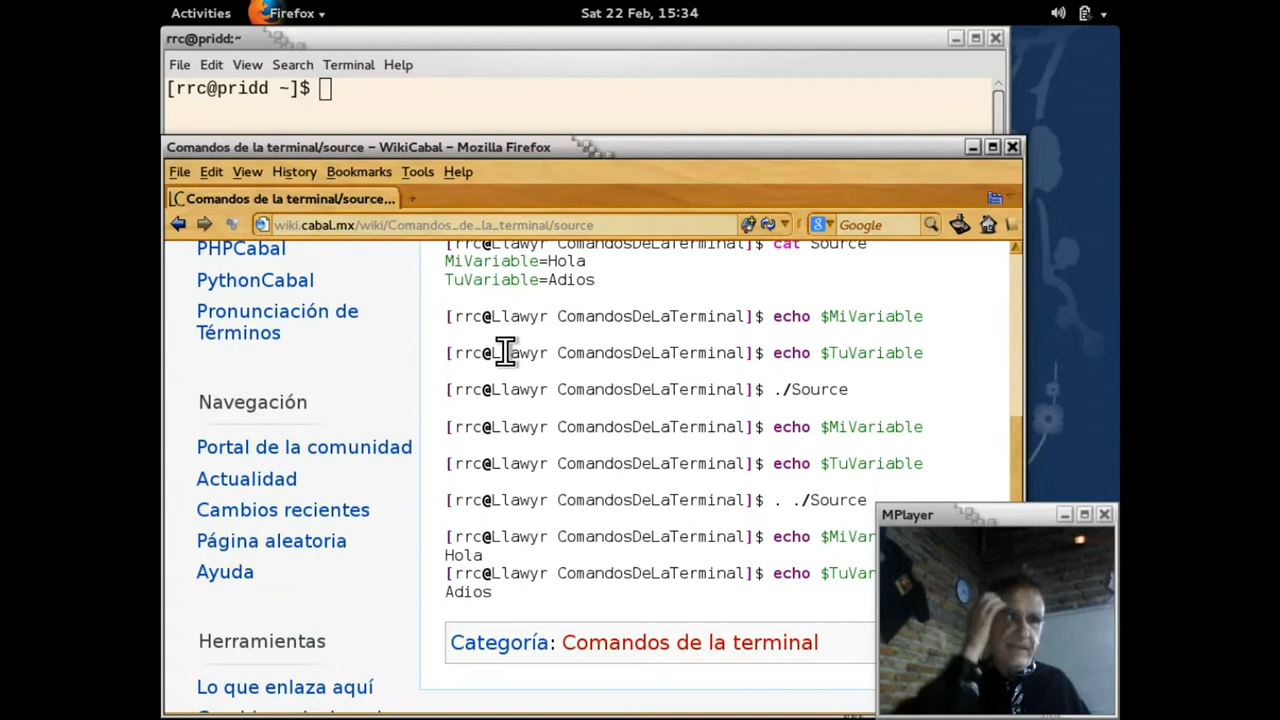 Activities
Firefox
Sat 22 Feb, 15:34
rrc@pridd:~
File Edit View Search Terminal Help
[rrc@pridd ~]$
Comandos de la terminal/source – WikiCabal – Mozilla Firefox
File Edit View History Bookmarks Tools Help
LC Comandos de la terminal/source...
wiki.cabal.mx/wiki/Comandos_de_la_terminal/source
Google
PHPCabal
PythonCabal
Pronunciación de
Términos
Navegación
Portal de la comunidad
Actualidad
Cambios recientes
Página aleatoria
Ayuda
Herramientas
Lo que enlaza aquí
[rrc@Llawyr ComandosDeLaTerminal]$ cat Source
MiVariable=Hola
TuVariable=Adios
[rrc@Llawyr ComandosDeLaTerminal]$ echo $MiVariable
[rrc@Llawyr ComandosDeLaTerminal]$ echo $TuVariable
[rrc@Llawyr ComandosDeLaTerminal]$ ./Source
[rrc@Llawyr ComandosDeLaTerminal]$ echo $MiVariable
[rrc@Llawyr ComandosDeLaTerminal]$ echo $TuVariable
[rrc@Llawyr ComandosDeLaTerminal]$ . ./Source
[rrc@Llawyr ComandosDeLaTerminal]$ echo $MiVar
Hola
[rrc@Llawyr ComandosDeLaTerminal]$ echo $TuVar
Adios
Categoría: Comandos de la terminal
MPlayer